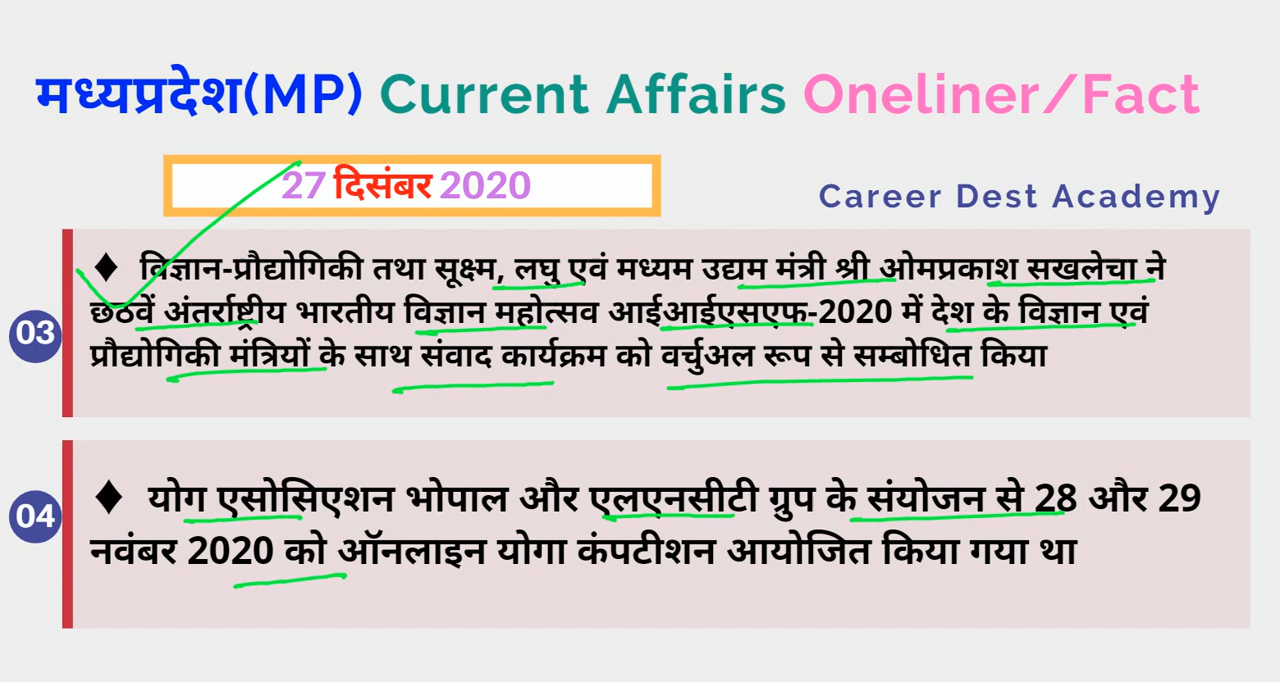 मध्यप्रदेश(MP) Current Affairs Oneliner/Fact
27 दिसंबर 2020
Career Dest Academy
03
♦ विज्ञान-प्रौद्योगिकी तथा सूक्ष्म, लघु एवं मध्यम उद्यम मंत्री श्री ओमप्रकाश सखलेचा ने
छठवें अंतर्राष्ट्रीय भारतीय विज्ञान महोत्सव आईआईएसएफ-2020 में देश के विज्ञान एवं
प्रौद्योगिकी मंत्रियों के साथ संवाद कार्यक्रम को वर्चुअल रूप से सम्बोधित किया
04
♦ योग एसोसिएशन भोपाल और एलएनसीटी ग्रुप के संयोजन से 28 और 29
नवंबर 2020 को ऑनलाइन योगा कंपटीशन आयोजित किया गया था